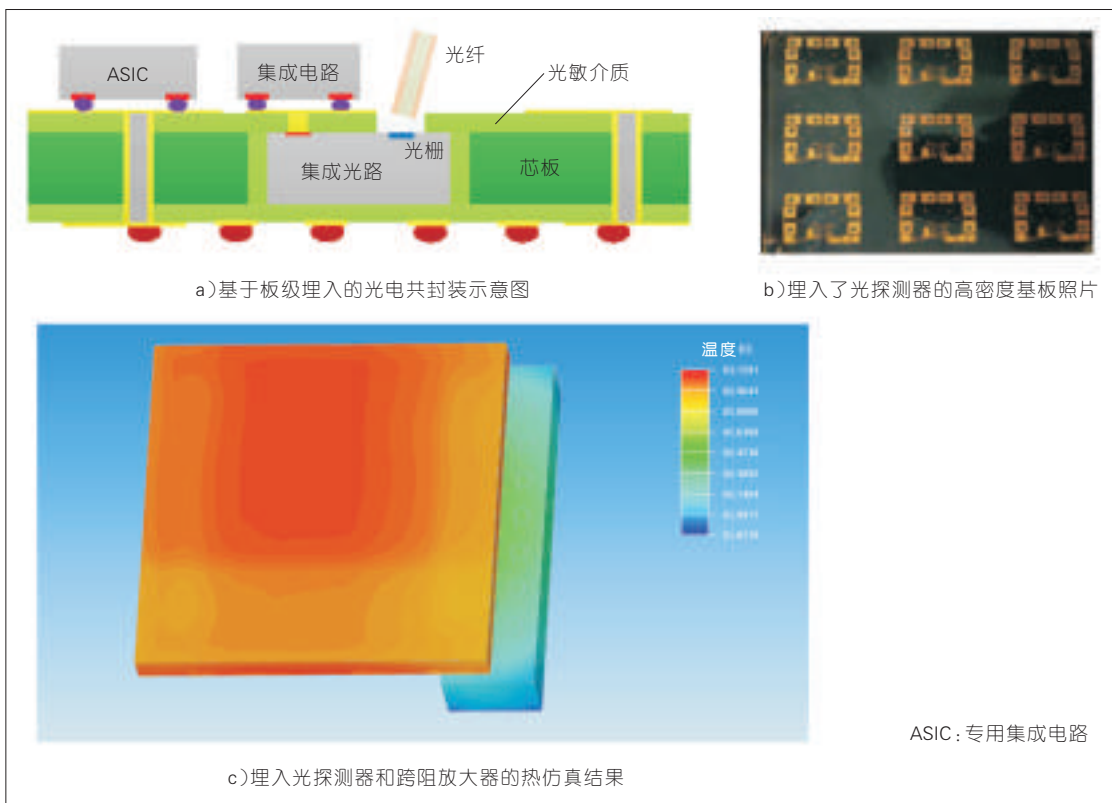 ASIC
集成电路
光纤
光敏介质
光栅
集成光路
芯板
a)基于板级埋入的光电共封装示意图
b)埋入了光探测器的高密度基板照片
温度
ASIC:专用集成电路
c)埋入光探测器和跨阻放大器的热仿真结果